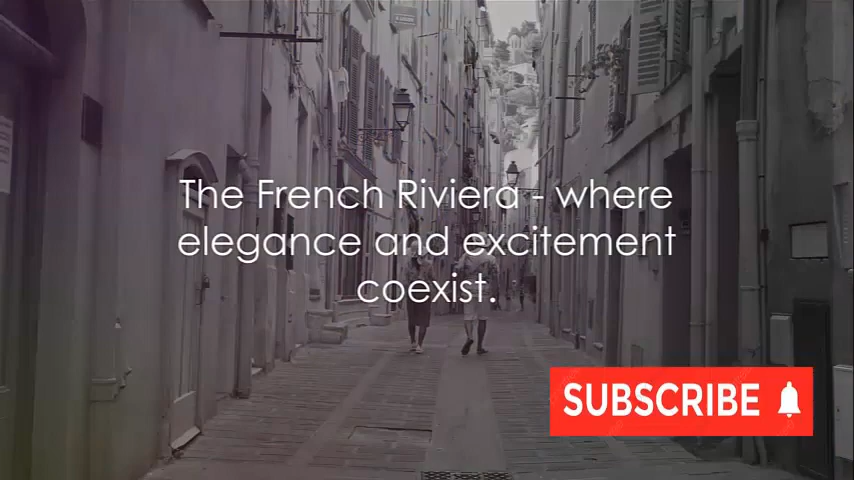 The French Riviera - where
elegance and excitement
coexist.
SUBSCRIBE